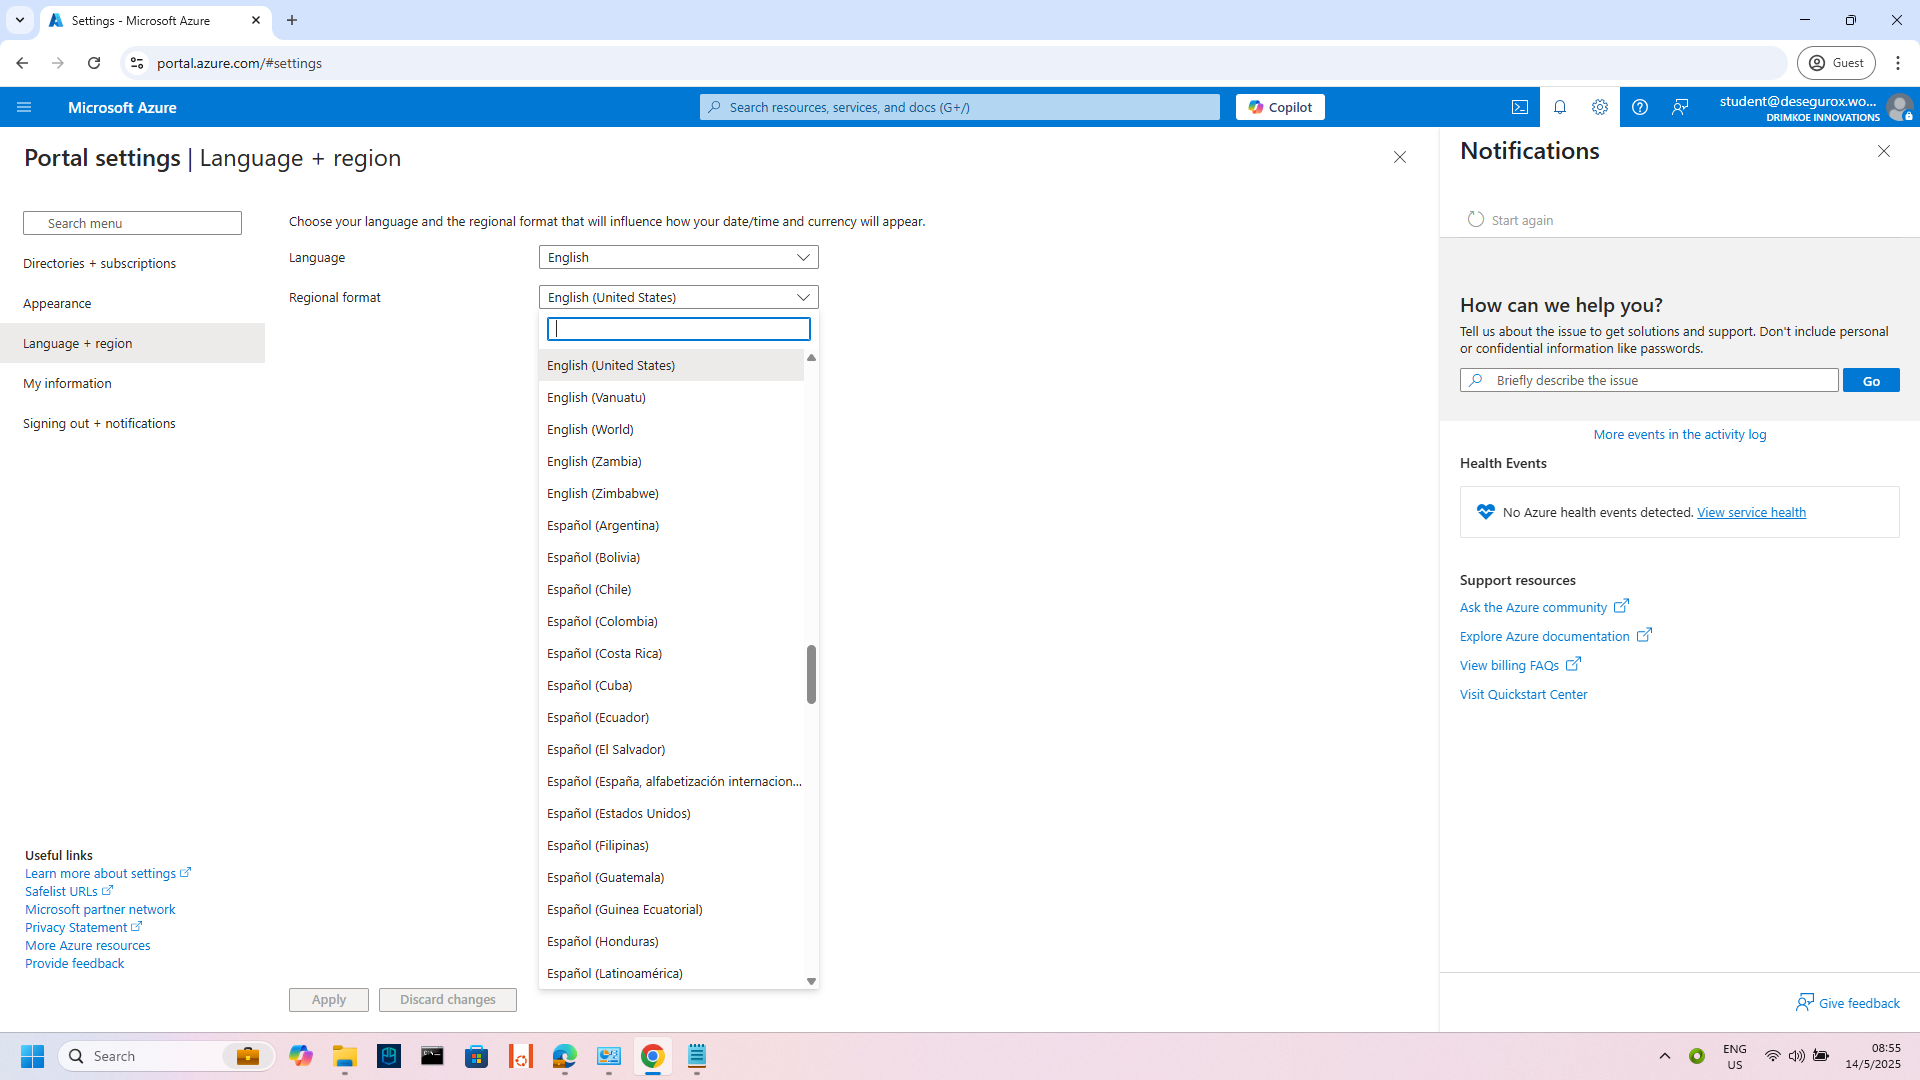 Settings - Microsoft Azure
portal.azure.com/#settings
Guest
Microsoft Azure
Search resources, services, and docs (G+/)
Copilot
student@desegurox.wo...
DRIMKOE INNOVATIONS
Portal settings | Language + region
Search menu
Directories + subscriptions
Appearance
Language + region
My information
Signing out + notifications
Useful links
Learn more about settings
Safelist URLs
Microsoft partner network
Privacy Statement
More Azure resources
Provide feedback
Choose your language and the regional format that will influence how your date/time and currency will appear.
Language
English
Regional format
English (United States)
English (United States)
English (Vanuatu)
English (World)
English (Zambia)
English (Zimbabwe)
Español (Argentina)
Español (Bolivia)
Español (Chile)
Español (Colombia)
Español (Costa Rica)
Español (Cuba)
Español (Ecuador)
Español (El Salvador)
Español (España, alfabetización internacion...
Español (Estados Unidos)
Español (Filipinas)
Español (Guatemala)
Español (Guinea Ecuatorial)
Español (Honduras)
Español (Latinoamérica)
Apply
Discard changes
Notifications
Start again
How can we help you?
Tell us about the issue to get solutions and support. Don't include personal
or confidential information like passwords.
Briefly describe the issue
Go
More events in the activity log
Health Events
No Azure health events detected. View service health
Support resources
Ask the Azure community
Explore Azure documentation
View billing FAQs
Visit Quickstart Center
Give feedback
Search
ENG
US
08:55
14/5/2025